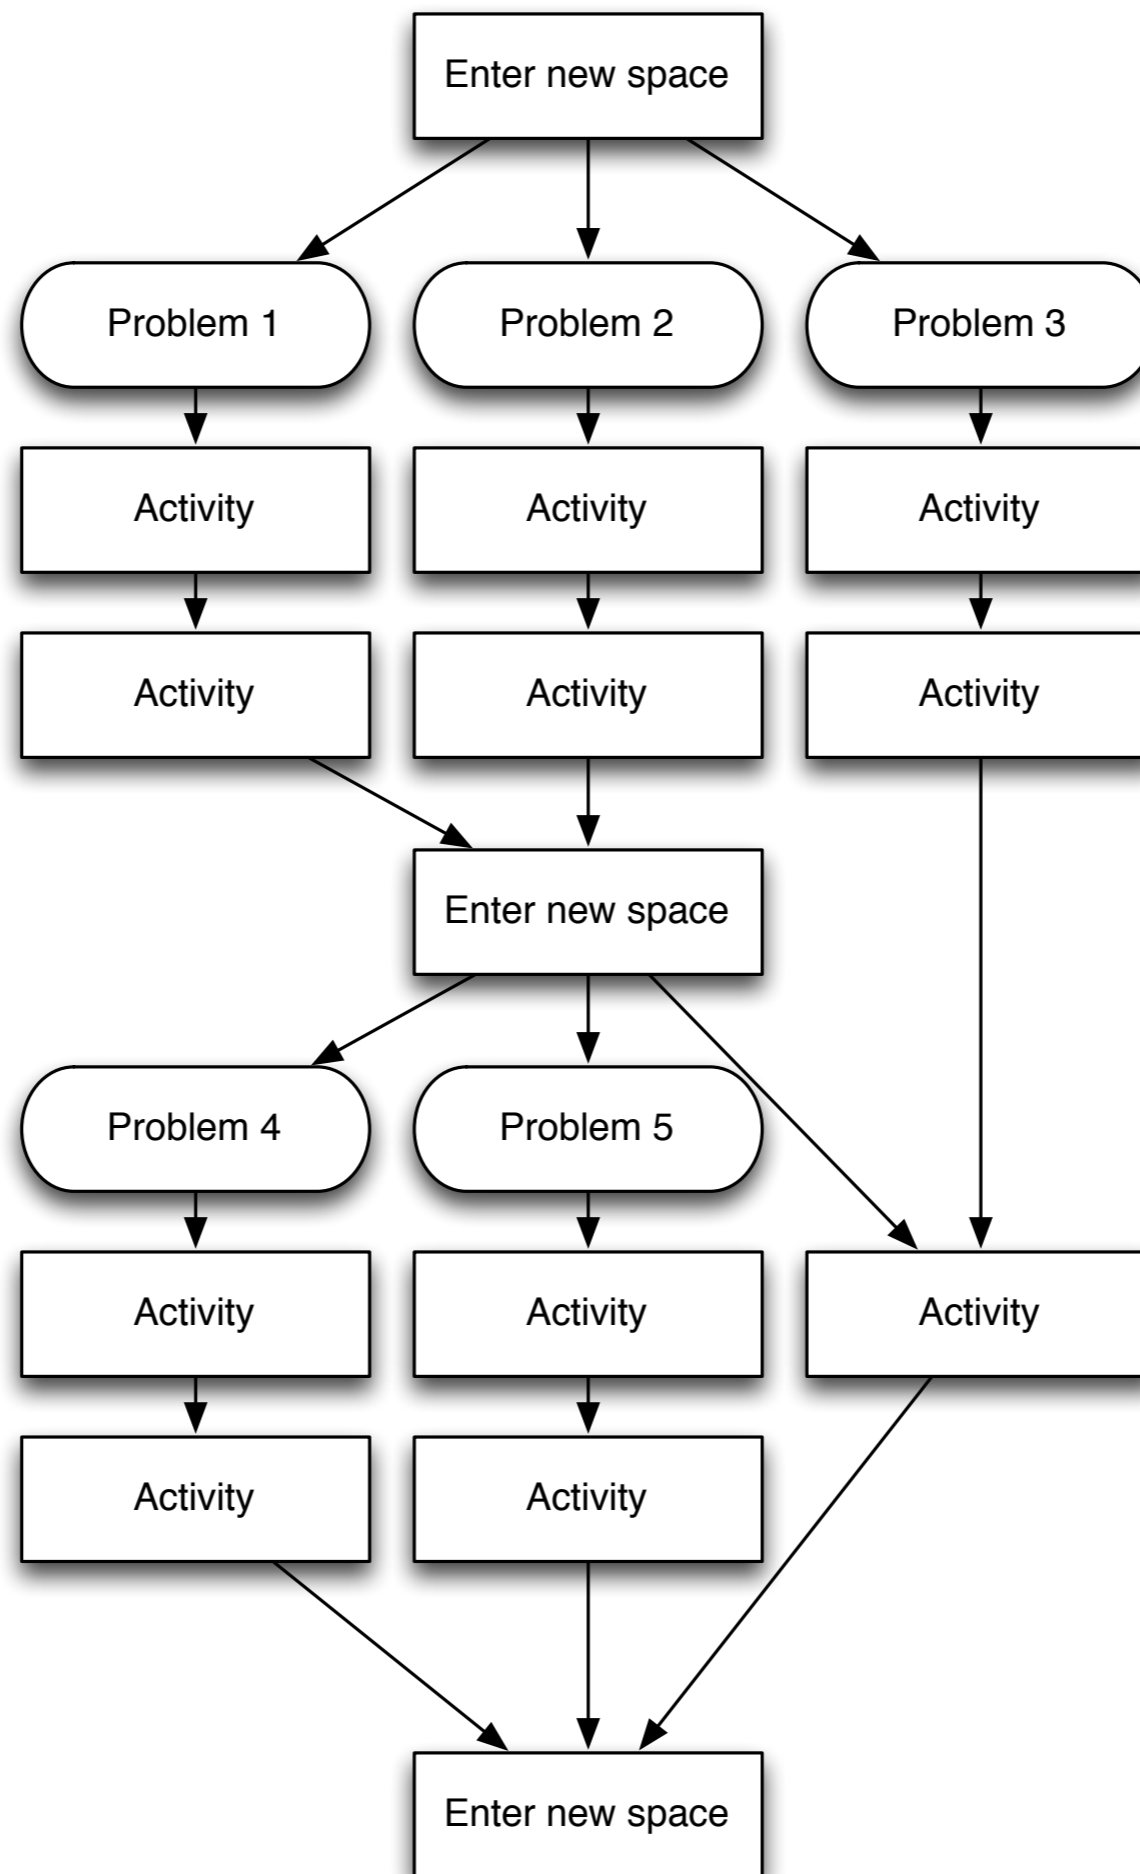 Enter new space
Problem 1
Problem 2
Problem 3
Activity
Activity
Activity
Activity
Activity
Activity
Enter new space
Problem 4
Problem 5
Activity
Activity
Activity
Activity
Activity
Enter new space